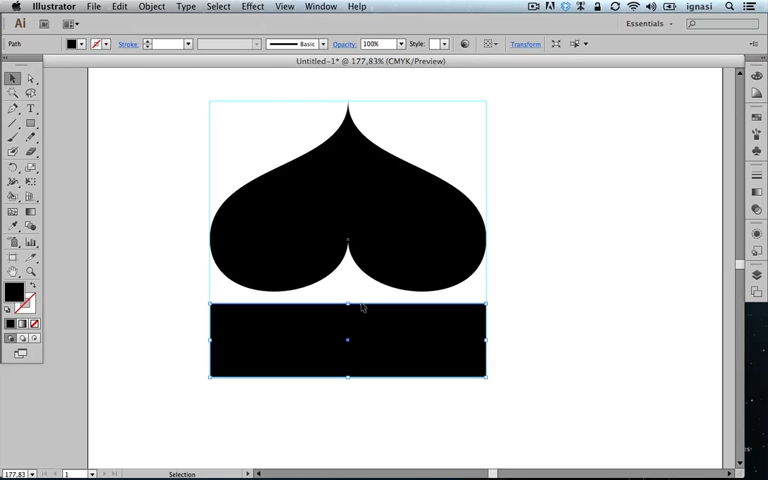 Illustrator File Edit Object Type Select Effect View Window Help ignasi
Ai Essentials
Path Stroke: Basic Opacity: 100% Style: Transform
Untitled-1* @ 177,83% (CMYK/Preview)
T
177,83 1 Selection